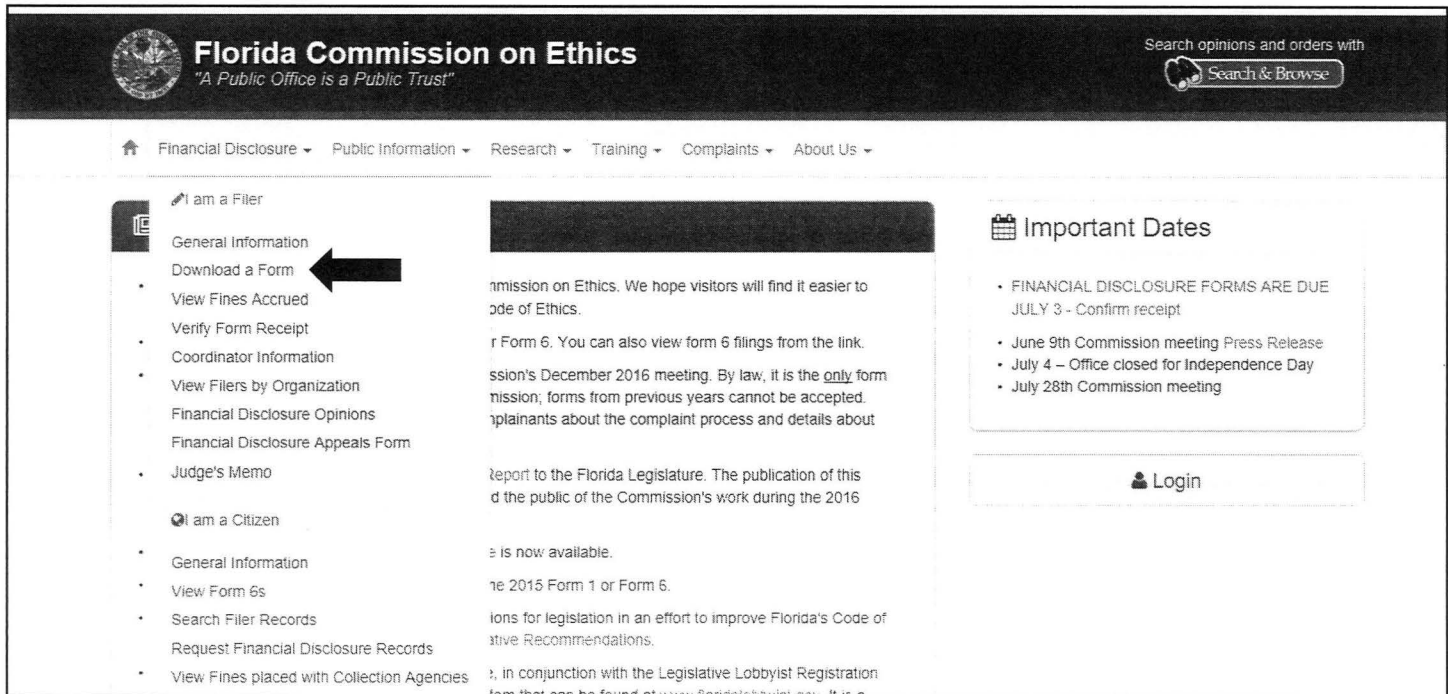 Florida Commission on Ethics
"A Public Office is a Public Trust"
Search opinions and orders with
Search & Browse
Financial Disclosure Public Information Research Training Complaints About Us
I am a Filer
General Information
Download a Form
View Fines Accrued
Verify Form Receipt
Coordinator Information
View Filers by Organization
Financial Disclosure Opinions
Financial Disclosure Appeals Form
Judge's Memo
I am a Citizen
General Information
View Form 6s
Search Filer Records
Request Financial Disclosure Records
View Fines placed with Collection Agencies
mmission on Ethics. We hope visitors will find it easier to
ode of Ethics.
r Form 6. You can also view form 6 filings from the link.
ssion's December 2016 meeting. By law, it is the only form
mission; forms from previous years cannot be accepted.
nplainants about the complaint process and details about
Report to the Florida Legislature. The publication of this
d the public of the Commission's work during the 2016
e is now available.
ne 2015 Form 1 or Form 6.
ions for legislation in an effort to improve Florida's Code of
ative Recommendations.
e, in conjunction with the Legislative Lobbyist Registration
Important Dates
• FINANCIAL DISCLOSURE FORMS ARE DUE
JULY 3 - Confirm receipt
• June 9th Commission meeting Press Release
• July 4 – Office closed for Independence Day
• July 28th Commission meeting
Login